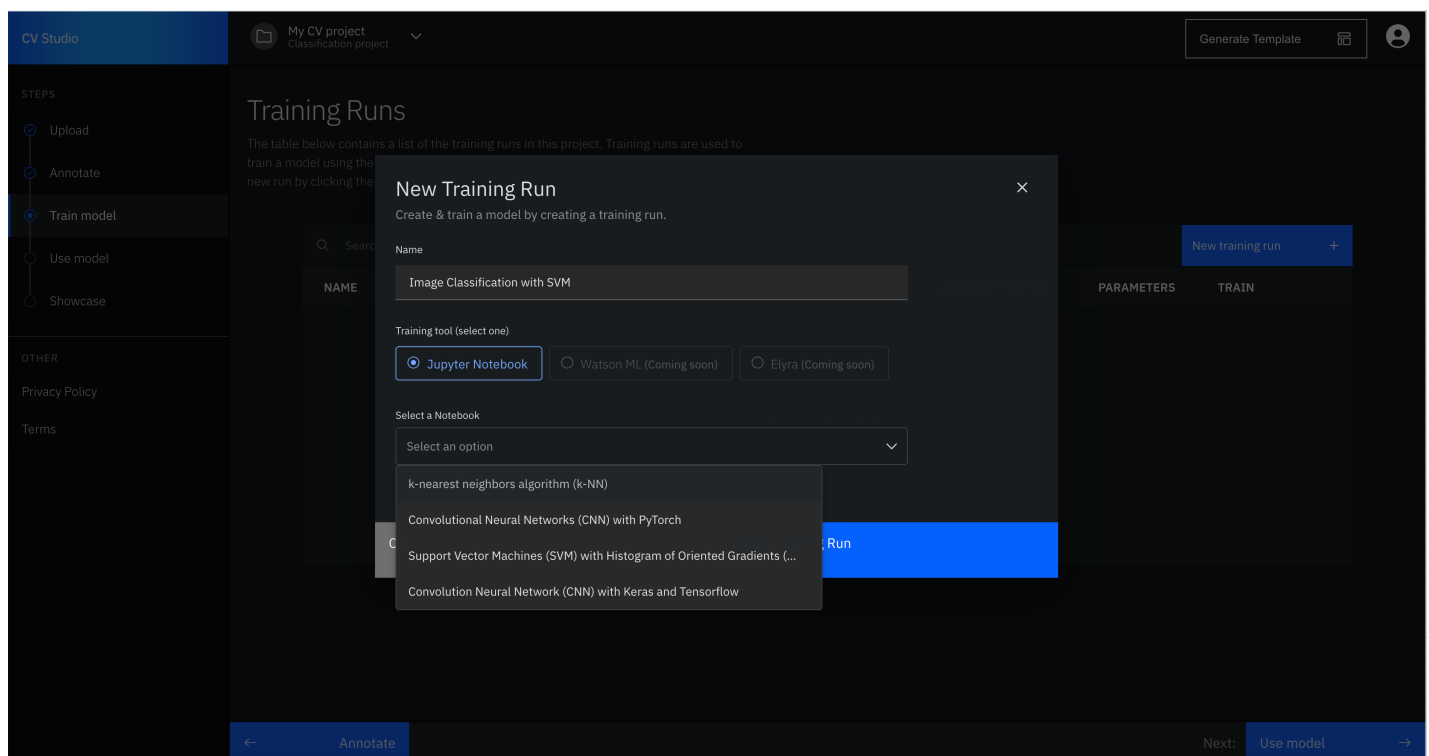 CV Studio
My CV project
Classification project
Generate Template
STEPS
Upload
Annotate
Train model
Use model
Showcase
OTHER
Privacy Policy
Terms
Training Runs
The table below contains a list of the training runs in this project. Training runs are used to
train a model using the
new run by clicking the
New training run
NAME
PARAMETERS
TRAIN
New Training Run
Create & train a model by creating a training run.
Name
Image Classification with SVM
Training tool (select one)
Jupyter Notebook
Watson ML (Coming soon)
Elyra (Coming soon)
Select a Notebook
Select an option
k-nearest neighbors algorithm (k-NN)
Convolutional Neural Networks (CNN) with PyTorch
Support Vector Machines (SVM) with Histogram of Oriented Gradients (...
Convolution Neural Network (CNN) with Keras and Tensorflow
Run
Annotate
Next:
Use model